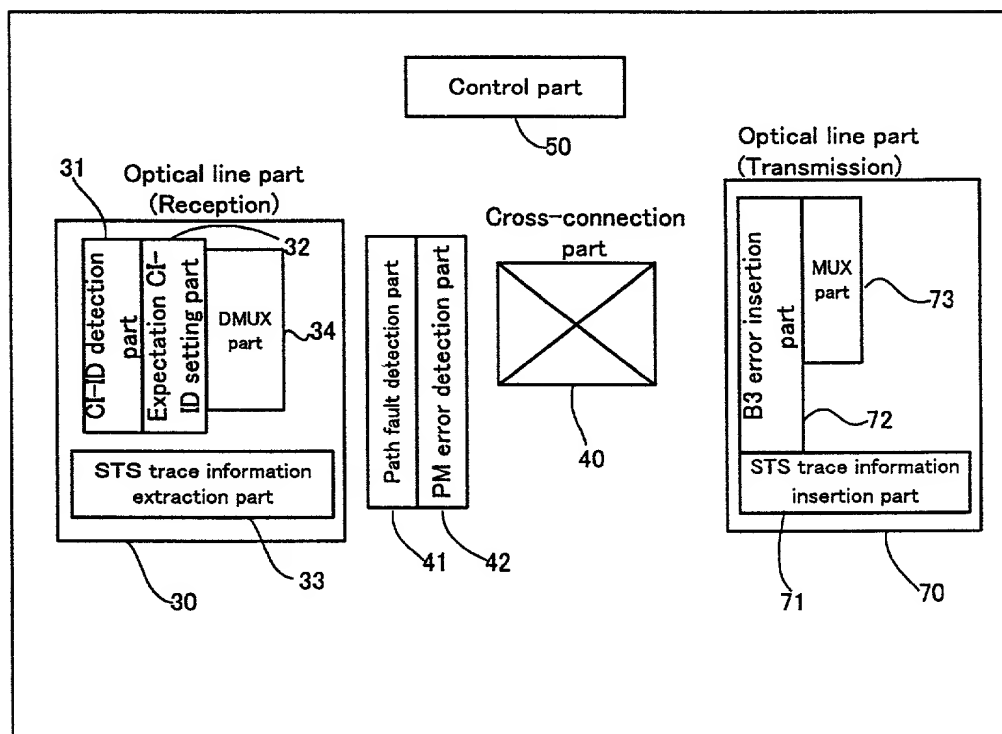 Control part
50
Optical line part
(Transmission)
31
Optical line part
(Reception)
32
Cross-connection
part
CI-ID detection
part
Expectation CI-
ID setting part
DMUX
part
34
Path fault detection part
PM error detection part
B3 error insertion
part
MUX
part
73
72
40
STS trace information
extraction part
STS trace information
insertion part
30
33
41
42
71
70